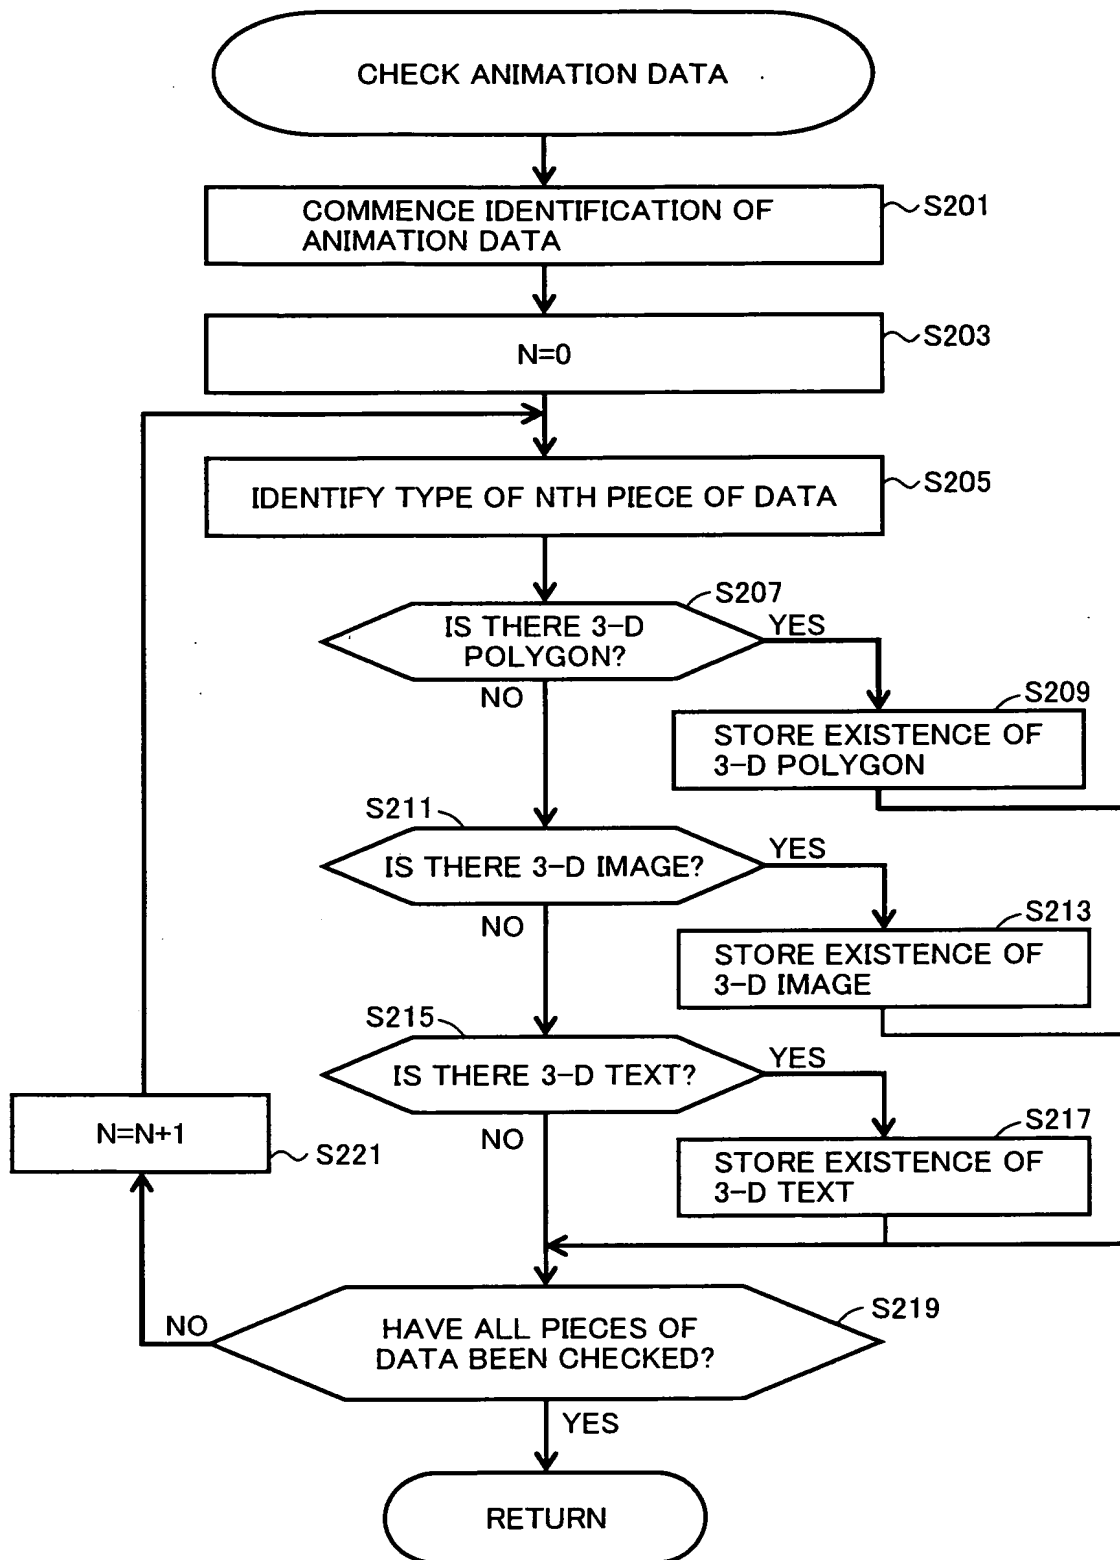 CHECK ANIMATION DATA
COMMENCE IDENTIFICATION OF
ANIMATION DATA
S201
N=0
S203
IDENTIFY TYPE OF NTH PIECE OF DATA
S205
S207
IS THERE 3-D
POLYGON?
YES
NO
S209
STORE EXISTENCE OF
3-D POLYGON
S211
IS THERE 3-D IMAGE?
YES
NO
S213
STORE EXISTENCE OF
3-D IMAGE
S215
IS THERE 3-D TEXT?
YES
NO
S217
STORE EXISTENCE OF
3-D TEXT
N=N+1
S221
S219
HAVE ALL PIECES OF
DATA BEEN CHECKED?
NO
YES
RETURN